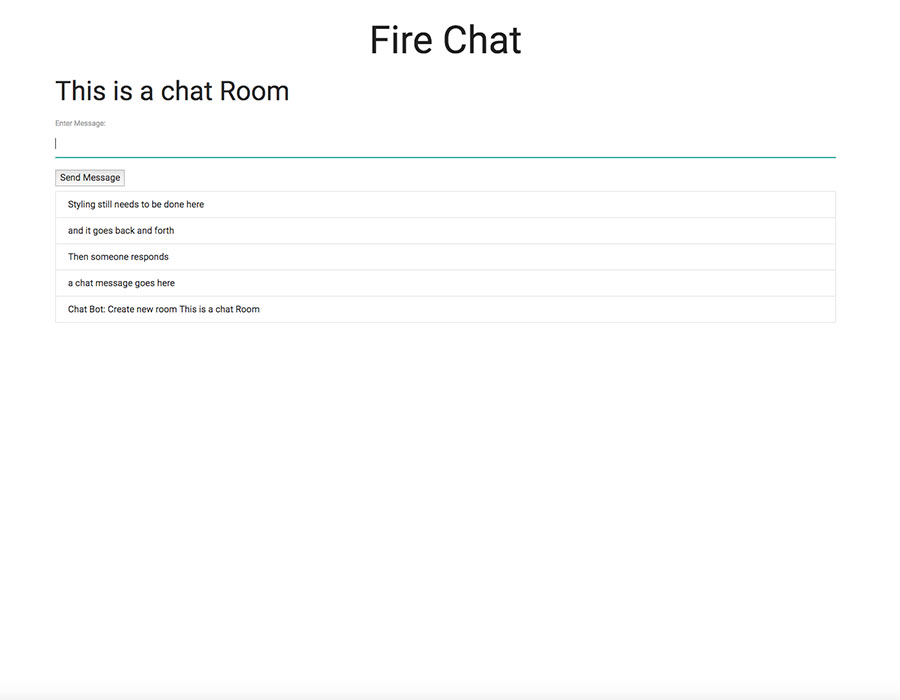 Fire Chat
This is a chat Room
Enter Message:
Send Message
Styling still needs to be done here
and it goes back and forth
Then someone responds
a chat message goes here
Chat Bot: Create new room This is a chat Room